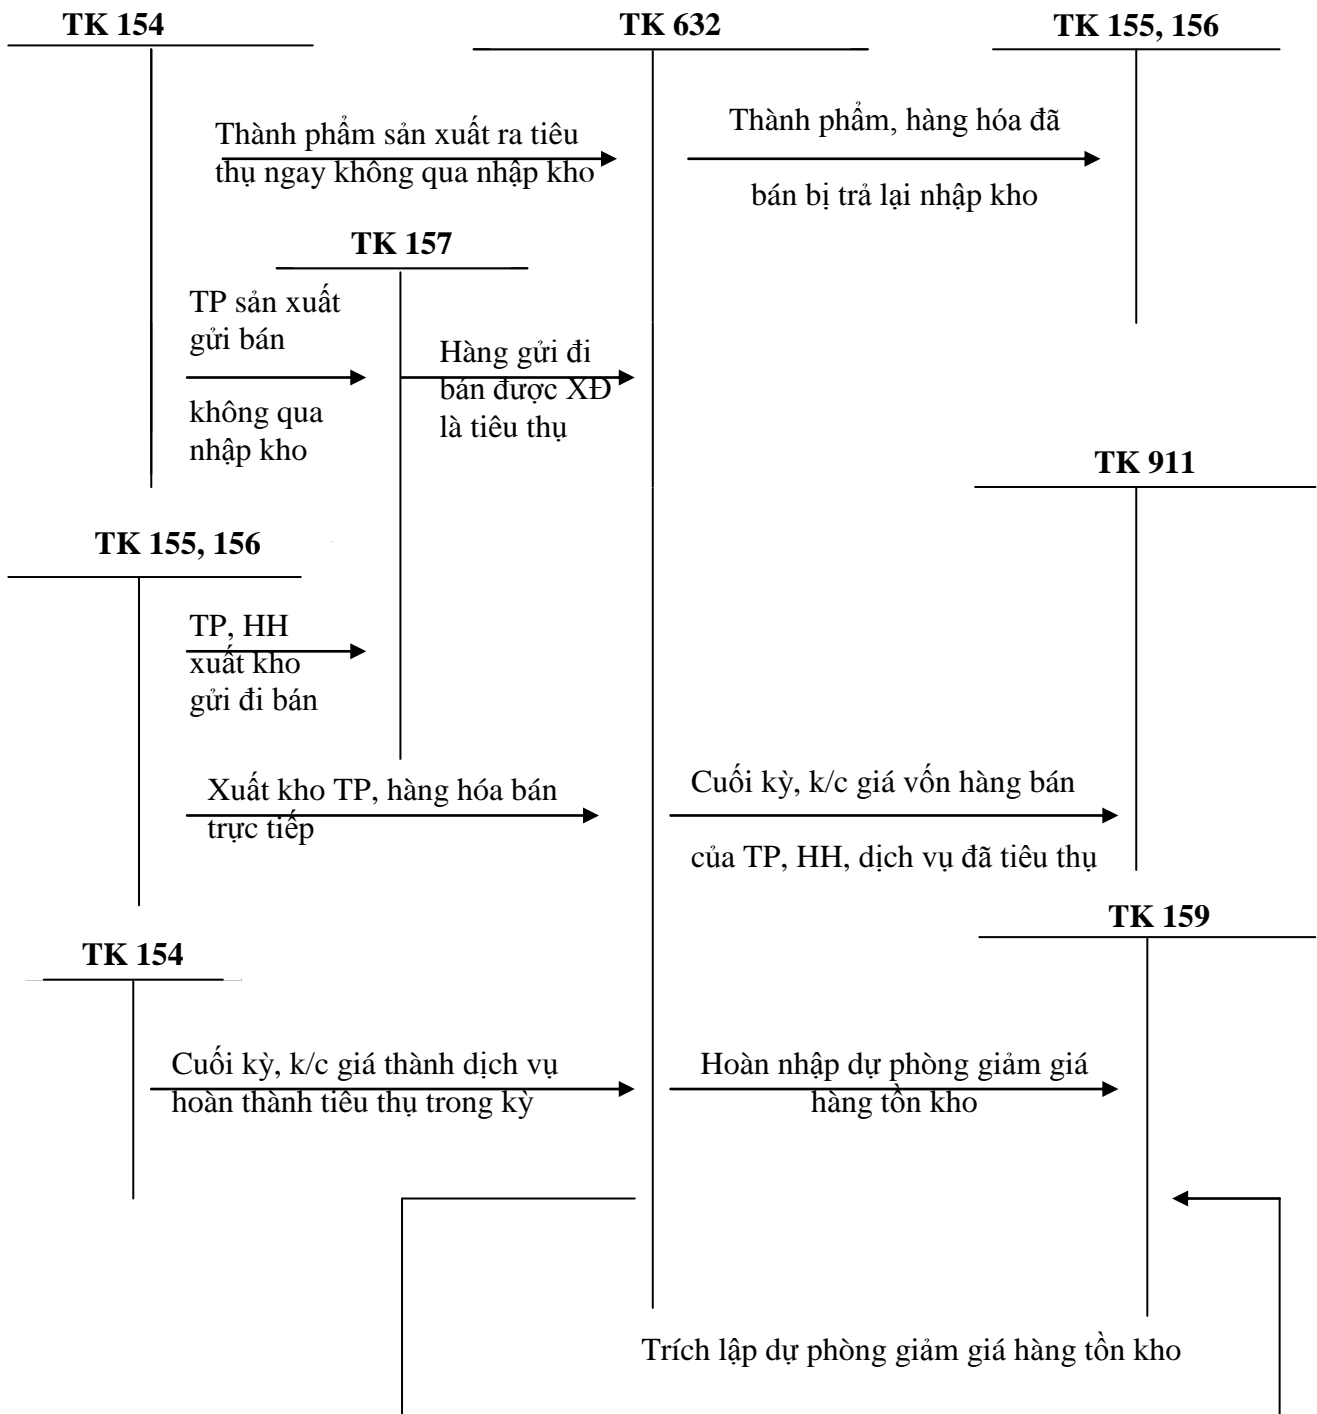 TK 154
TK 632
TK 155, 156
Thành phẩm sản xuất ra tiêu
thụ ngay không qua nhập kho
Thành phẩm, hàng hóa đã
bán bị trả lại nhập kho
TK 157
TP sản xuất
gửi bán
không qua
nhập kho
Hàng gửi đi
bán được XĐ
là tiêu thụ
TK 911
TK 155, 156
TP, HH
xuất kho
gửi đi bán
Xuất kho TP, hàng hóa bán
trực tiếp
Cuối kỳ, k/c giá vốn hàng bán
của TP, HH, dịch vụ đã tiêu thụ
TK 159
TK 154
Cuối kỳ, k/c giá thành dịch vụ
hoàn thành tiêu thụ trong kỳ
Hoàn nhập dự phòng giảm giá
hàng tồn kho
Trích lập dự phòng giảm giá hàng tồn kho